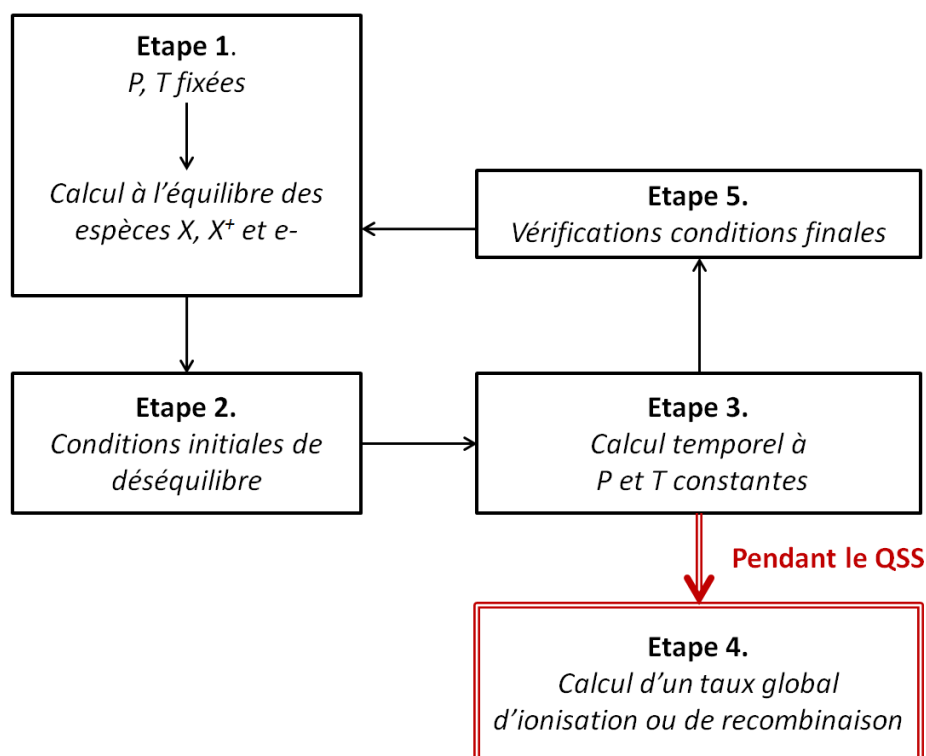 Etape 1.
P, T fixées
Calcul à l'équilibre des
espèces X, X⁺ et e-
Etape 2.
Conditions initiales de
déséquilibre
Etape 3.
Calcul temporel à
P et T constantes
Etape 5.
Vérifications conditions finales
Pendant le QSS
Etape 4.
Calcul d'un taux global
d'ionisation ou de recombinaison